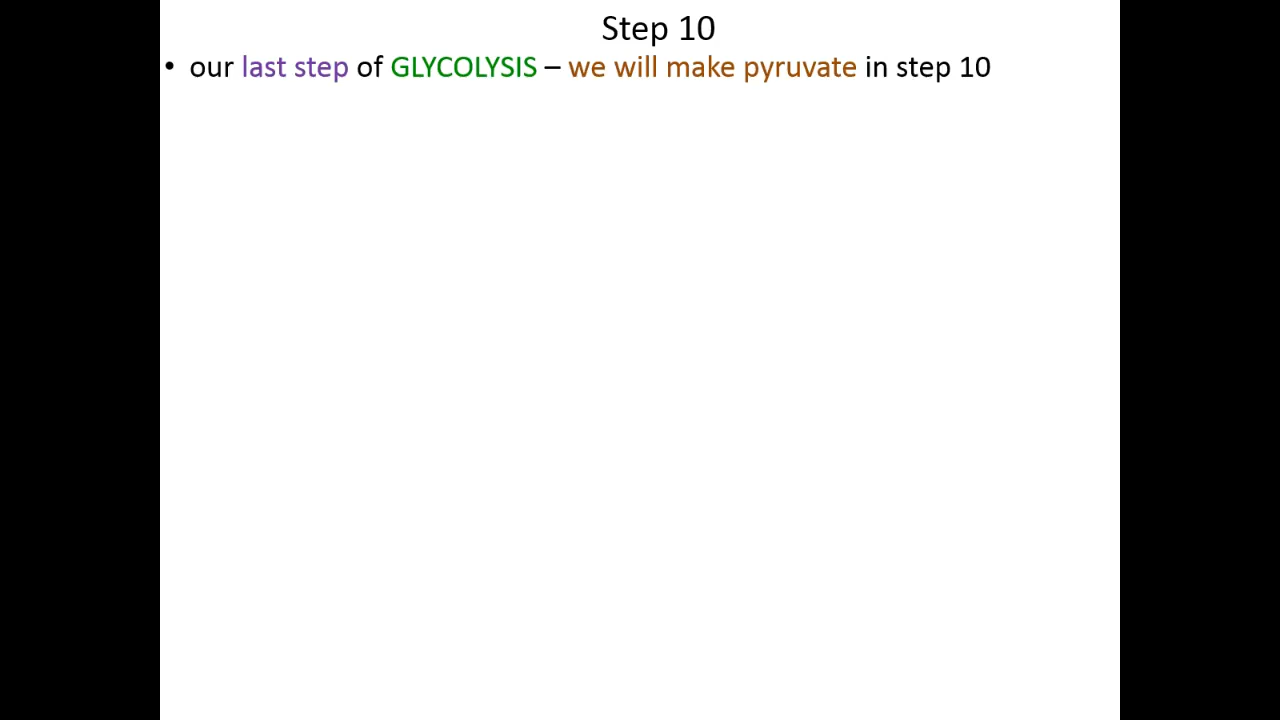 Step 10
• our last step of GLYCOLYSIS – we will make pyruvate in step 10